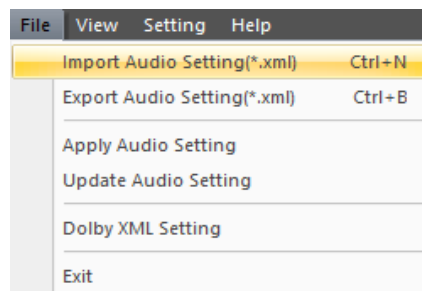 File View Setting Help
Import Audio Setting(*.xml) Ctrl+N
Export Audio Setting(*.xml) Ctrl+B
Apply Audio Setting
Update Audio Setting
Dolby XML Setting
Exit